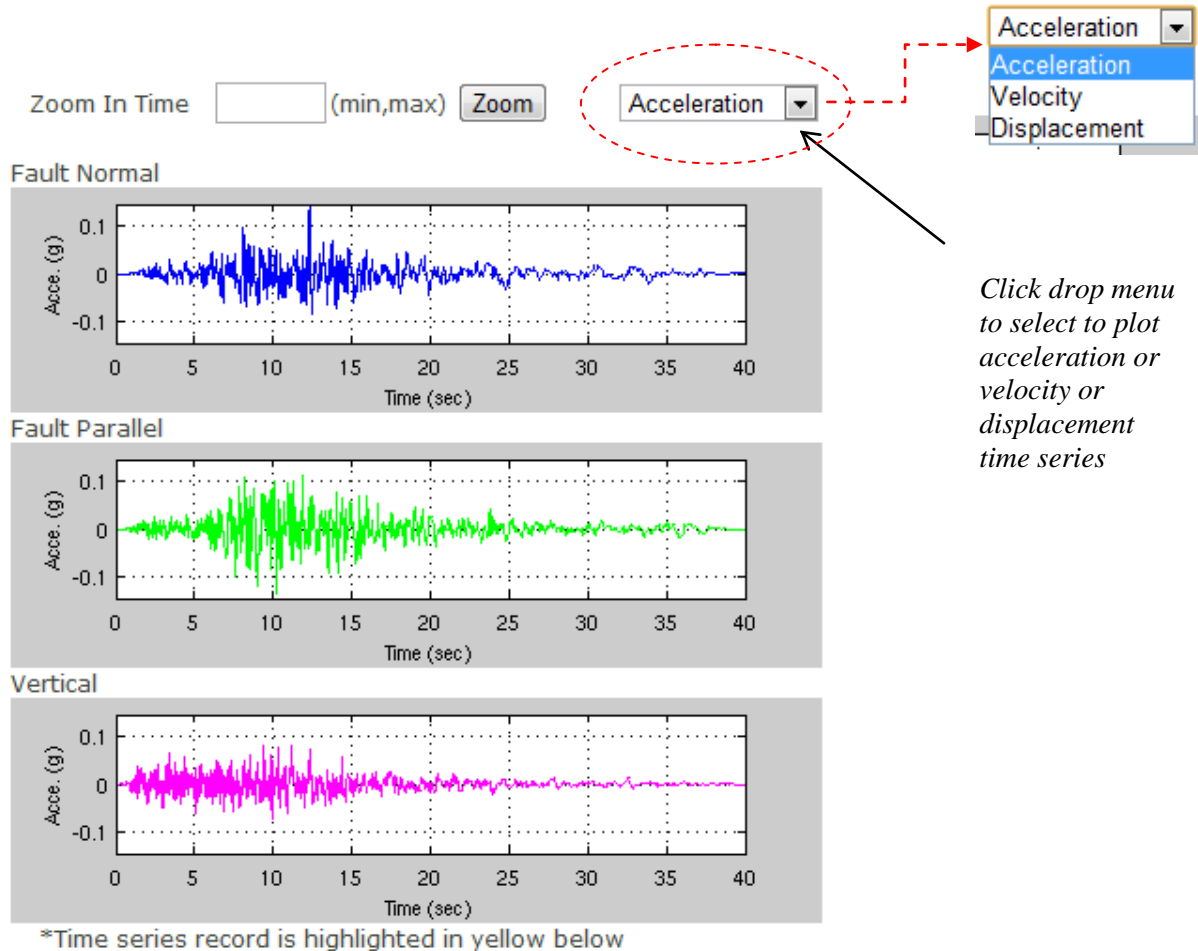 Acceleration
Acceleration
Velocity
Displacement
Zoom In Time (min,max) Zoom Acceleration
Fault Normal
0.1
0
-0.1
Acce. (g)
0 5 10 15 20 25 30 35 40
Time (sec)
Click drop menu
to select to plot
acceleration or
velocity or
displacement
time series
Fault Parallel
0.1
0
-0.1
Acce. (g)
0 5 10 15 20 25 30 35 40
Time (sec)
Vertical
0.1
0
-0.1
Acce. (g)
0 5 10 15 20 25 30 35 40
Time (sec)
*Time series record is highlighted in yellow below